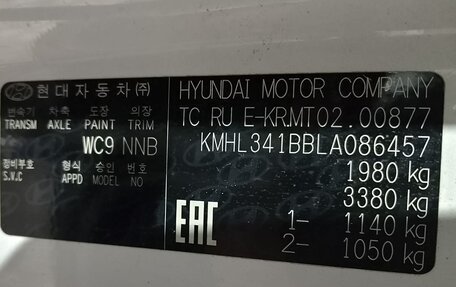 현대자동차(주)
변속기 차축 도장 의장
TRANSM AXLE PAINT TRIM
WC9 NNB
정비부호 형식 승인 번호
S.V.C APPD MODEL NO
EAC
HYUNDAI MOTOR COMPANY
TC RU E-KR.MT02.00877
KMHL341BBLA086457
1980 kg
3380 kg
1- 1140 kg
2- 1050 kg